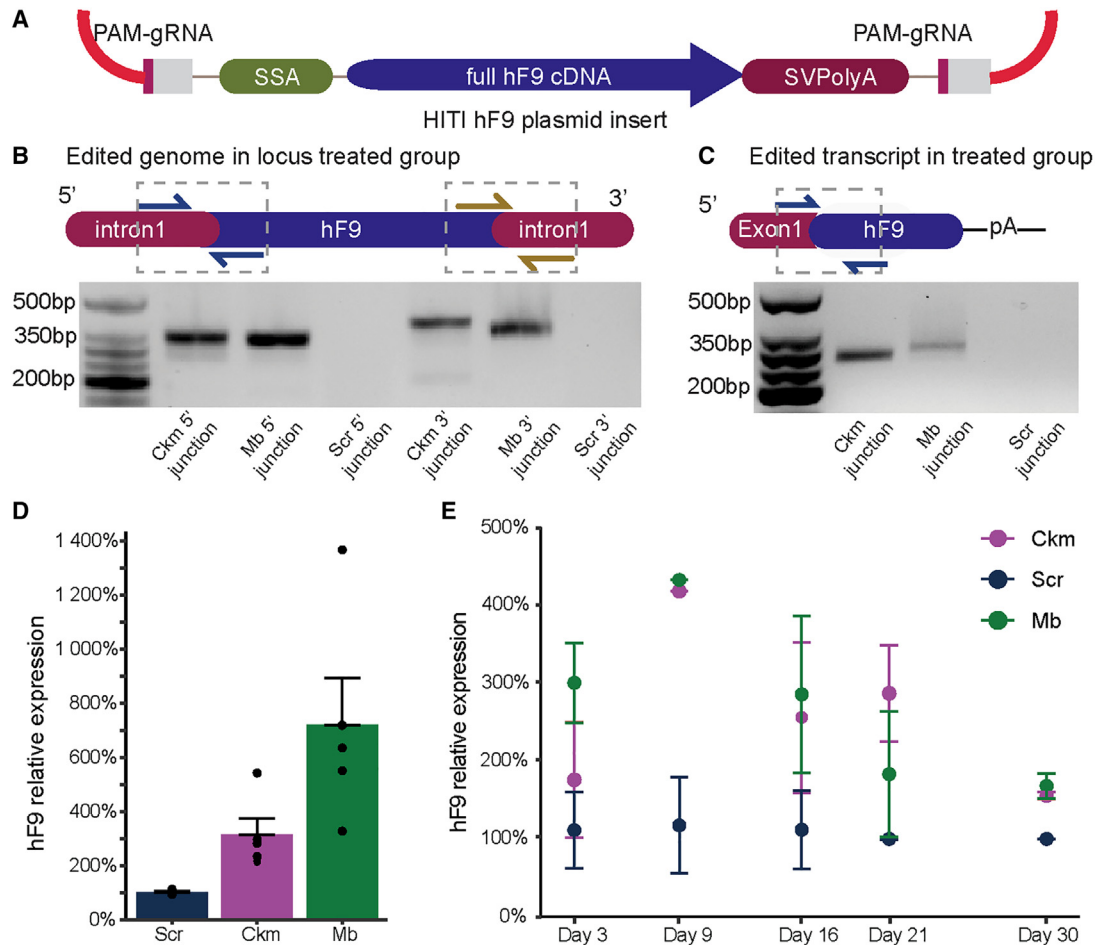 A
PAM-gRNA
PAM-gRNA
SSA
full hF9 cDNA
SVPolyA
HITI hF9 plasmid insert
B
Edited genome in locus treated group
5'
3'
intron1
hF9
intron1
500bp
350bp
200bp
Ckm 5' junction
Mb 5' junction
Scr 5' junction
Ckm 3' junction
Mb 3' junction
Scr 3' junction
C
Edited transcript in treated group
5'
Exon1
hF9
pA
500bp
350bp
200bp
Ckm junction
Mb junction
Scr junction
D
hF9 relative expression
1 400%
1 200%
1 000%
800%
600%
400%
200%
0%
Scr
Ckm
Mb
E
hF9 relative expression
500%
400%
300%
200%
100%
0%
Day 3
Day 9
Day 16
Day 21
Day 30
Ckm
Scr
Mb